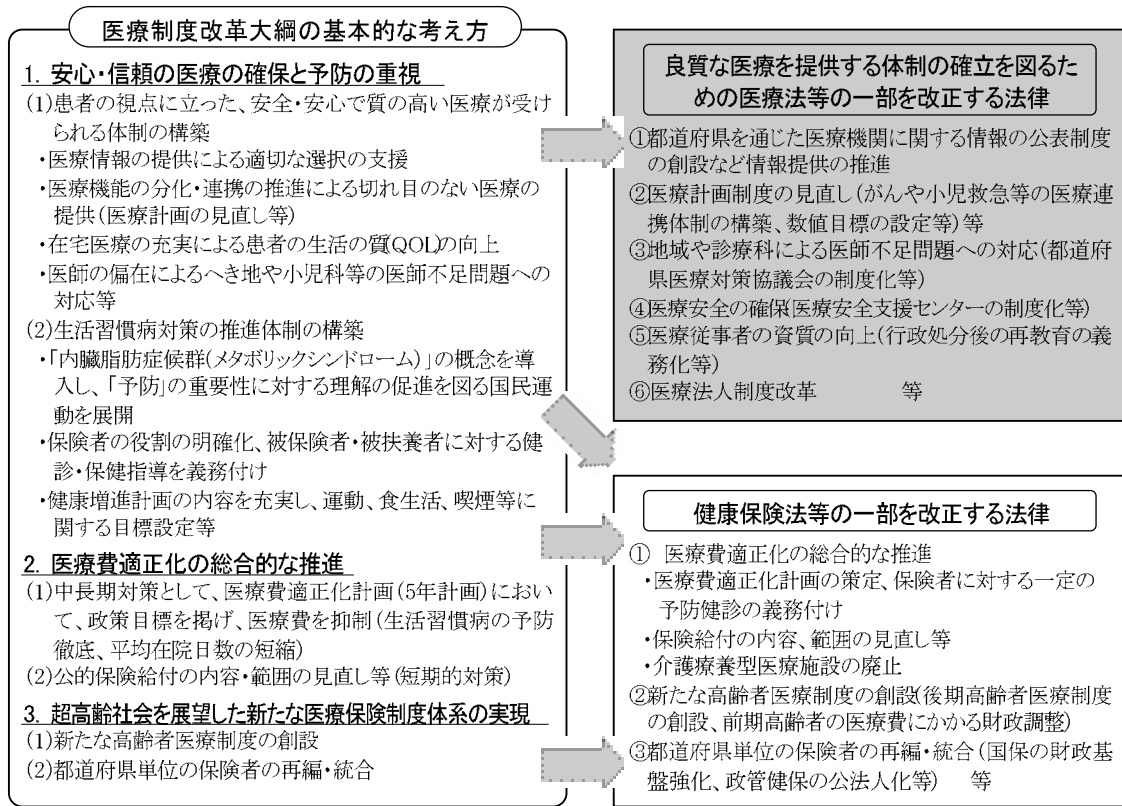 医療制度改革大綱の基本的な考え方
1. 安心・信頼の医療の確保と予防の重視
(1)患者の視点に立った、安全・安心で質の高い医療が受け
られる体制の構築
・医療情報の提供による適切な選択の支援
・医療機能の分化・連携の推進による切れ目のない医療の
提供(医療計画の見直し等)
・在宅医療の充実による患者の生活の質(QOL)の向上
・医師の偏在によるへき地や小児科等の医師不足問題への
対応等
(2)生活習慣病対策の推進体制の構築
・「内臓脂肪症候群(メタボリックシンドローム)」の概念を導
入し、「予防」の重要性に対する理解の促進を図る国民運
動を展開
・保険者の役割の明確化、被保険者・被扶養者に対する健
診・保健指導を義務付け
・健康増進計画の内容を充実し、運動、食生活、喫煙等に
関する目標設定等
2. 医療費適正化の総合的な推進
(1)中長期対策として、医療費適正化計画(5年計画)におい
て、政策目標を掲げ、医療費を抑制(生活習慣病の予防
徹底、平均在院日数の短縮)
(2)公的保険給付の内容・範囲の見直し等(短期的対策)
3. 超高齢社会を展望した新たな医療保険制度体系の実現
(1)新たな高齢者医療制度の創設
(2)都道府県単位の保険者の再編・統合
良質な医療を提供する体制の確立を図るた
めの医療法等の一部を改正する法律
①都道府県を通じた医療機関に関する情報の公表制度
の創設など情報提供の推進
②医療計画制度の見直し(がんや小児救急等の医療連
携体制の構築、数値目標の設定等)等
③地域や診療科による医師不足問題への対応(都道府
県医療対策協議会の制度化等)
④医療安全の確保(医療安全支援センターの制度化等)
⑤医療従事者の資質の向上(行政処分後の再教育の義
務化等)
⑥医療法人制度改革 等
健康保険法等の一部を改正する法律
① 医療費適正化の総合的な推進
・医療費適正化計画の策定、保険者に対する一定の
予防健診の義務付け
・保険給付の内容、範囲の見直し等
・介護療養型医療施設の廃止
②新たな高齢者医療制度の創設(後期高齢者医療制度
の創設、前期高齢者の医療費にかかる財政調整)
③都道府県単位の保険者の再編・統合(国保の財政基
盤強化、政管健保の公法人化等) 等